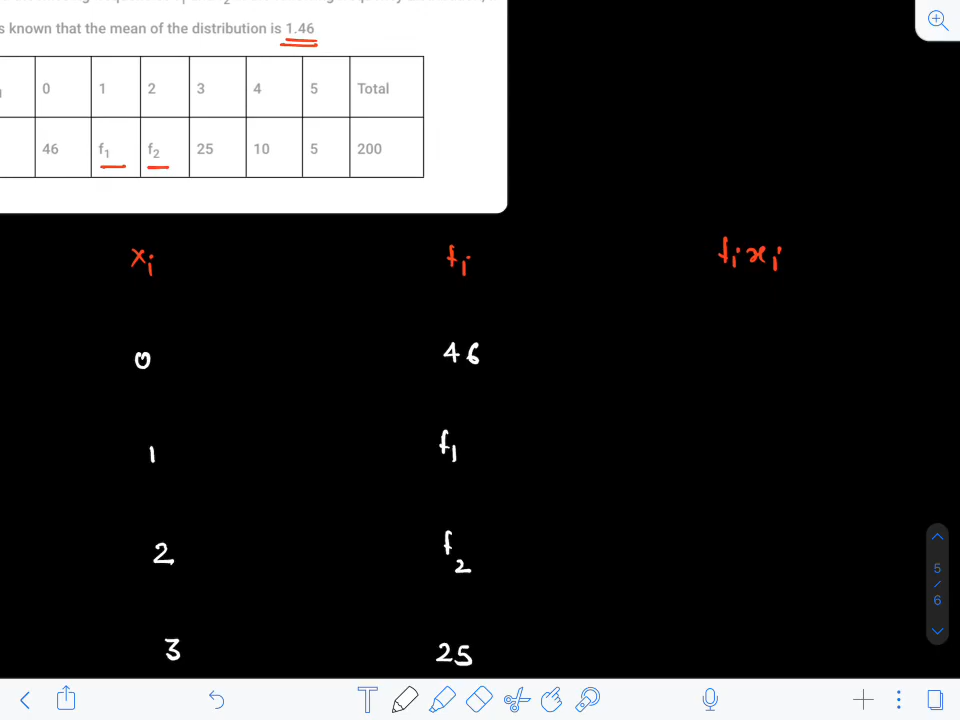 s known that the mean of the distribution is 1.46
0 1 2 3 4 5 Total
46 f1 f2 25 10 5 200
xi fi fixi
0 46
1 f1
2 f2
3 25
5
/
6
T